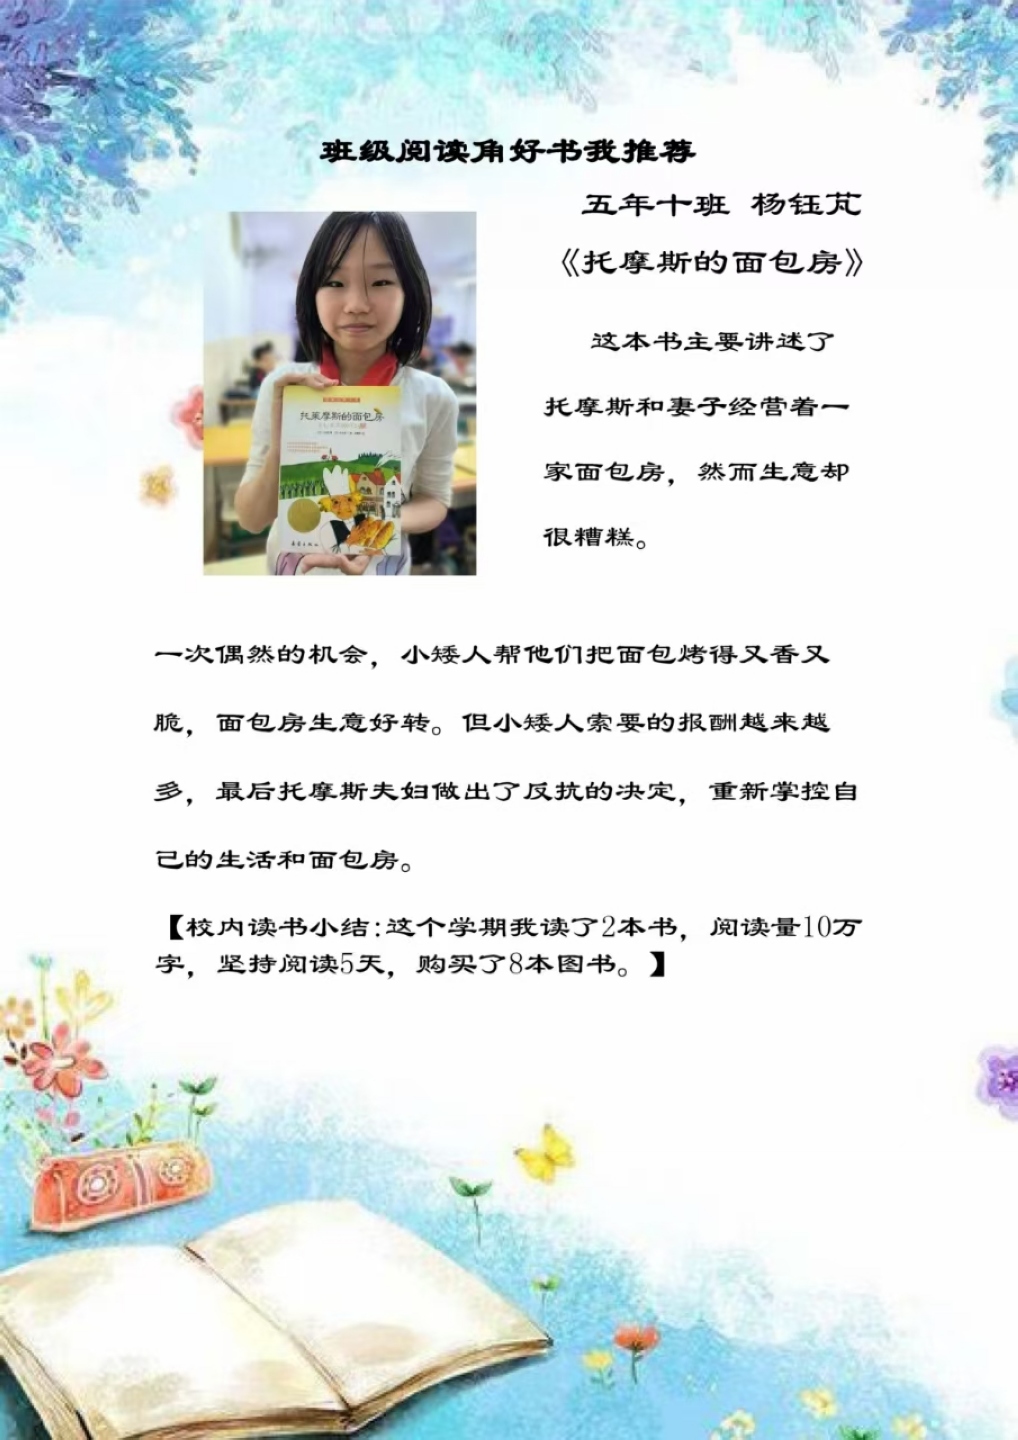 班级阅读角好书我推荐
五年十班 杨钰芃
《托摩斯的面包房》
这本书主要讲述了
托摩斯和妻子经营着一
家面包房，然而生意却
很糟糕。
托莱摩斯的面包房
一次偶然的机会，小矮人帮他们把面包烤得又香又
脆，面包房生意好转。但小矮人索要的报酬越来越
多，最后托摩斯夫妇做出了反抗的决定，重新掌控自
己的生活和面包房。
【校内读书小结:这个学期我读了2本书，阅读量10万
字，坚持阅读5天，购买了8本图书。】